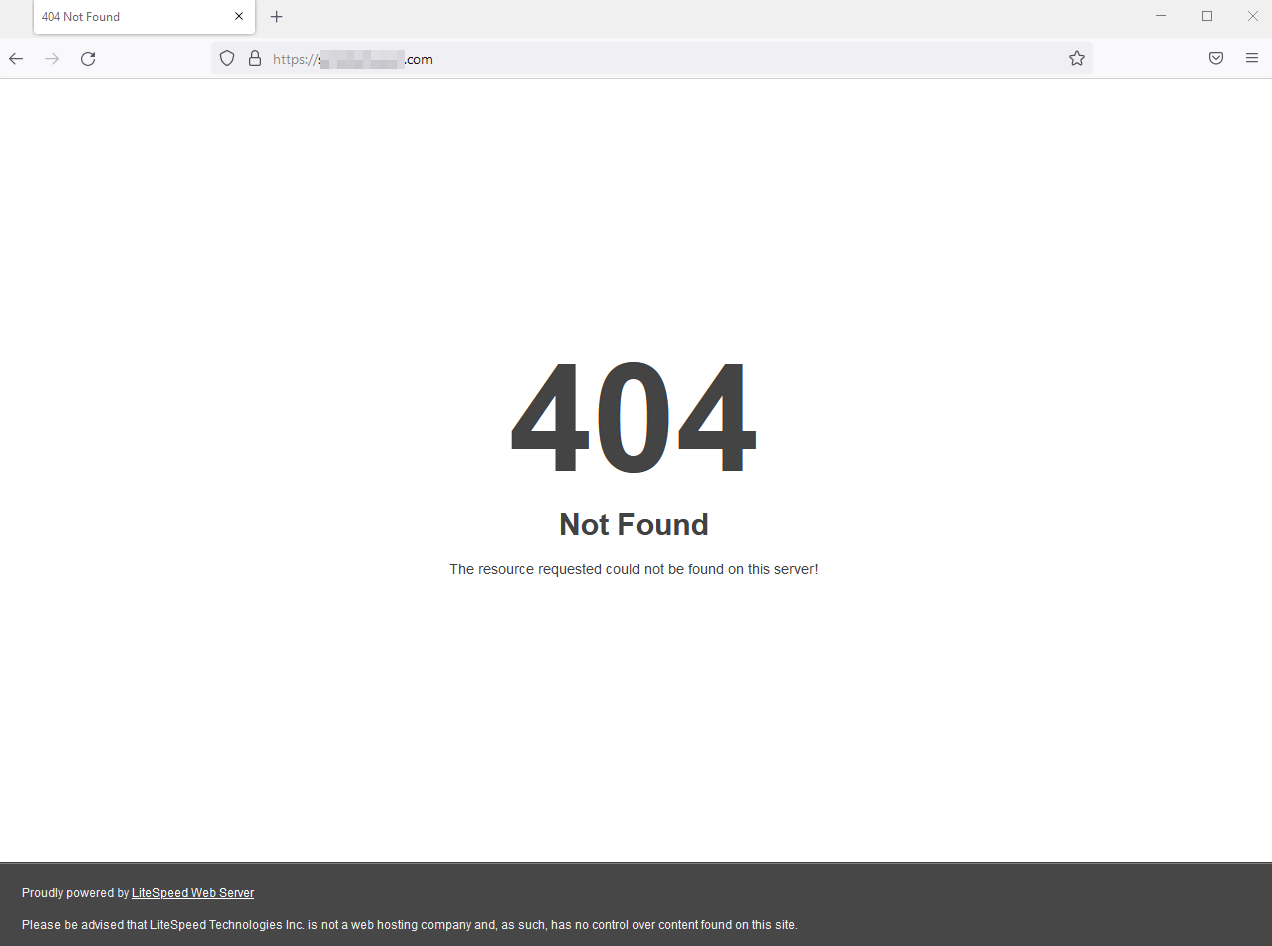 404 Not Found
https://
.com
404
Not Found
The resource requested could not be found on this server!
Proudly powered by LiteSpeed Web Server
Please be advised that LiteSpeed Technologies Inc. is not a web hosting company and, as such, has no control over content found on this site.